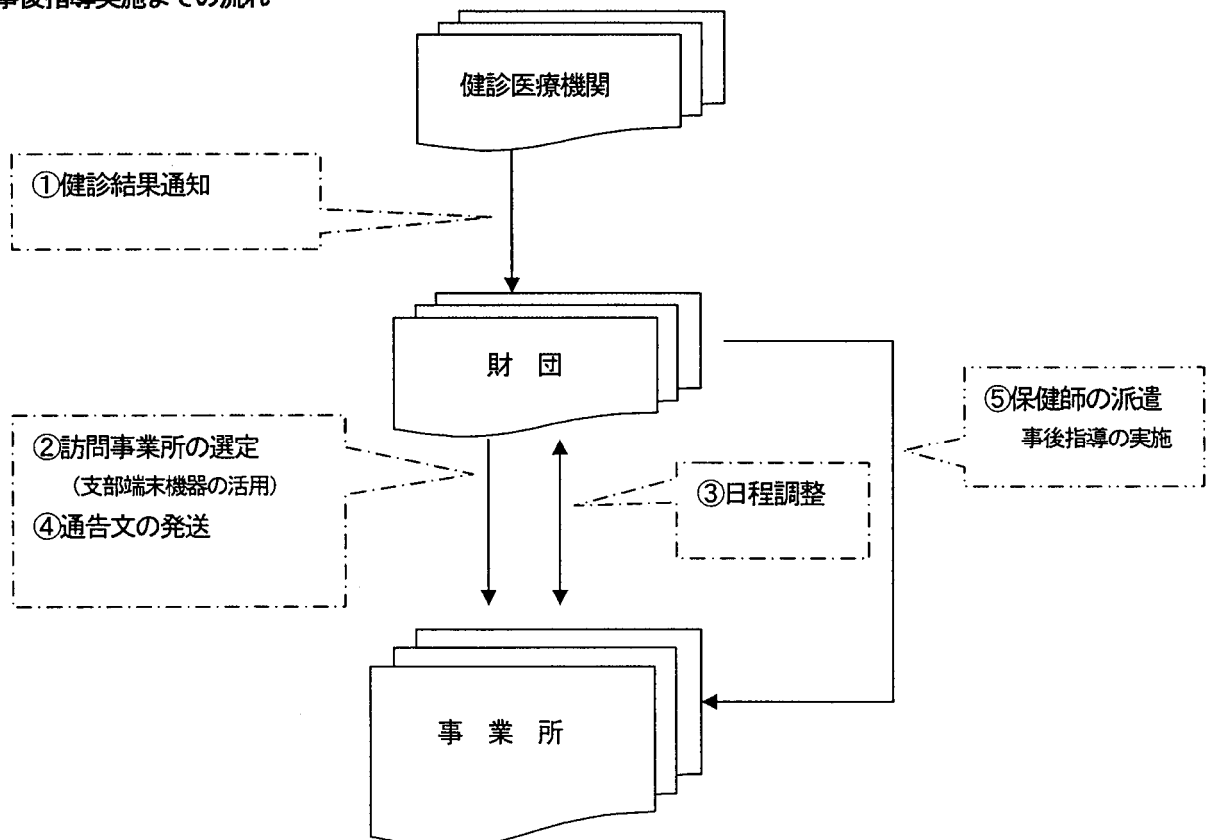 事後指導実施までの流れ
健診医療機関
①健診結果通知
財 団
②訪問事業所の選定
（支部端末機器の活用）
④通告文の発送
③日程調整
⑤保健師の派遣
事後指導の実施
事 業 所